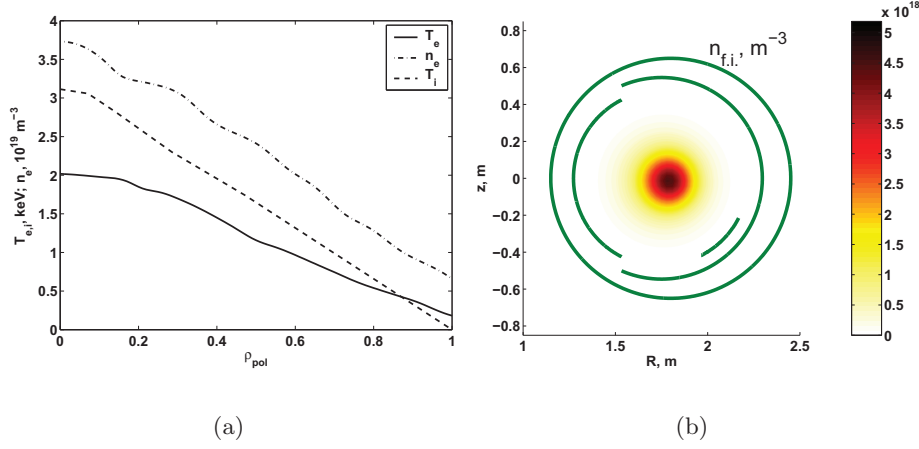 4
3.5
3
2.5
2
1.5
1
0.5
0
T_e
n_e
T_i
T_{e,i}, keV; n_e, 10^{19} m^{-3}
0 0.2 0.4 0.6 0.8 1
ρ_{pol}
(a)
0.8
0.6
0.4
0.2
0
−0.2
−0.4
−0.6
−0.8
z, m
n_{f.i.}, m^{−3}
1 1.5 2 2.5
R, m
x 10^{18}
5
4.5
4
3.5
3
2.5
2
1.5
1
0.5
0
(b)